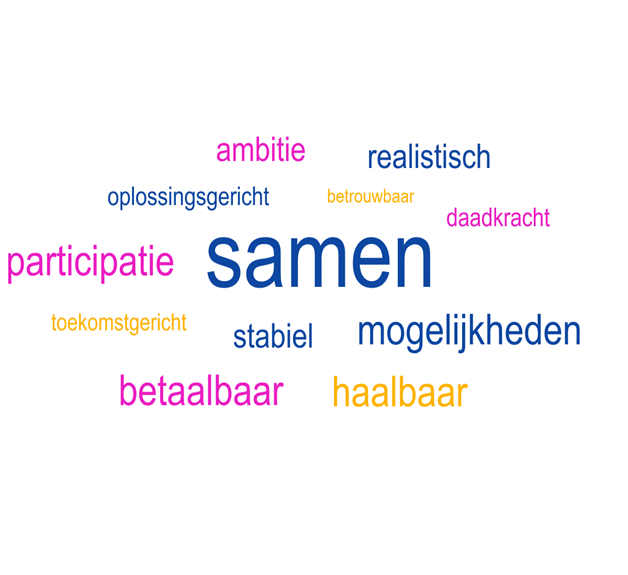 ambitie
realistisch
oplossingsgericht
betrouwbaar
daadkracht
samen
participatie
toekomstgericht
stabiel
mogelijkheden
betaalbaar
haalbaar